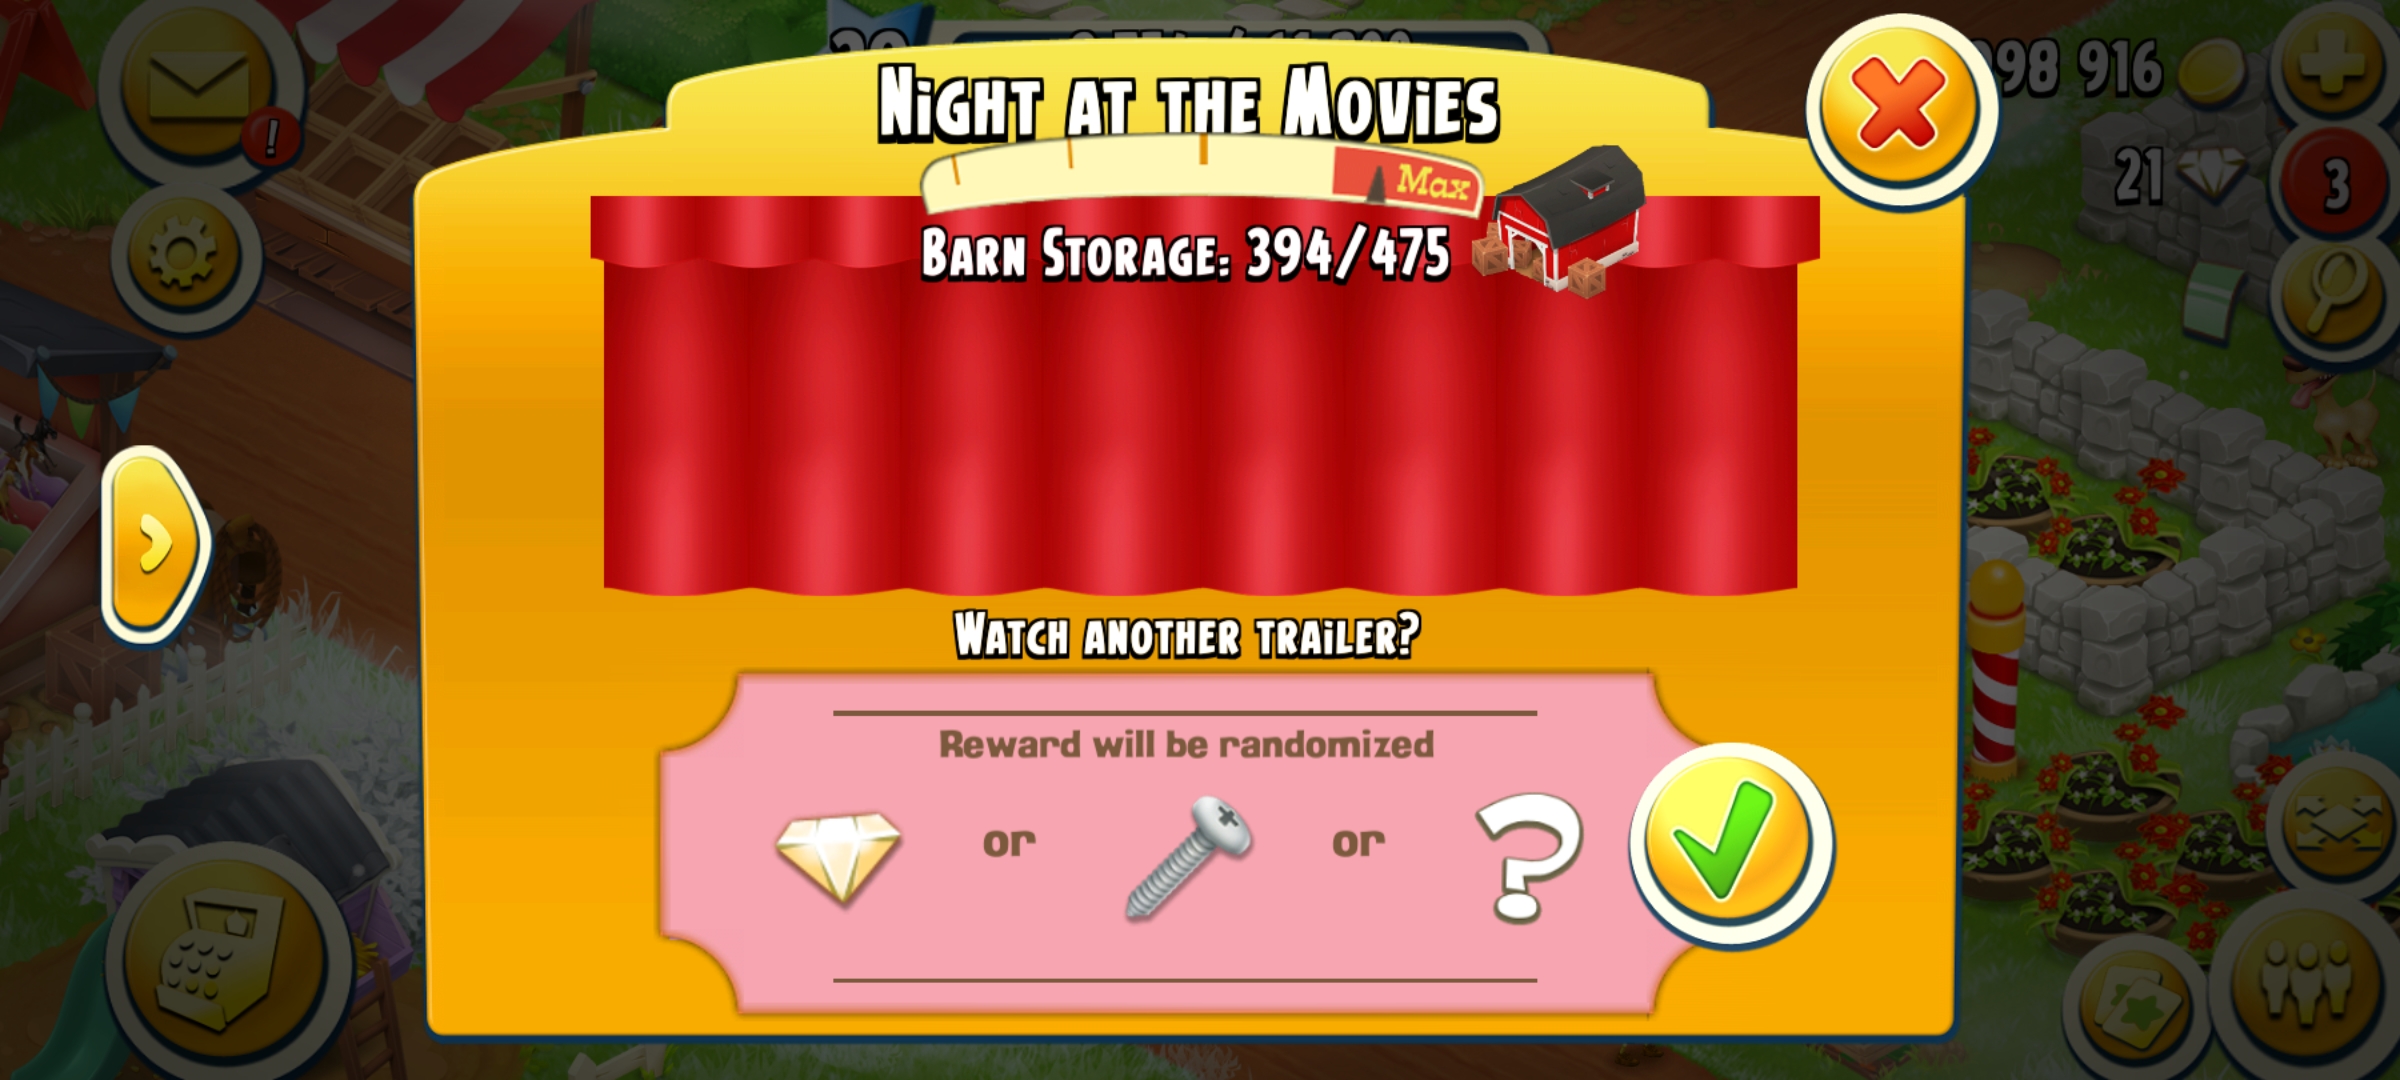 Night at the Movies
Max
Barn Storage: 394/475
Watch another trailer?
Reward will be randomized
or
or
98 916
21
3
!